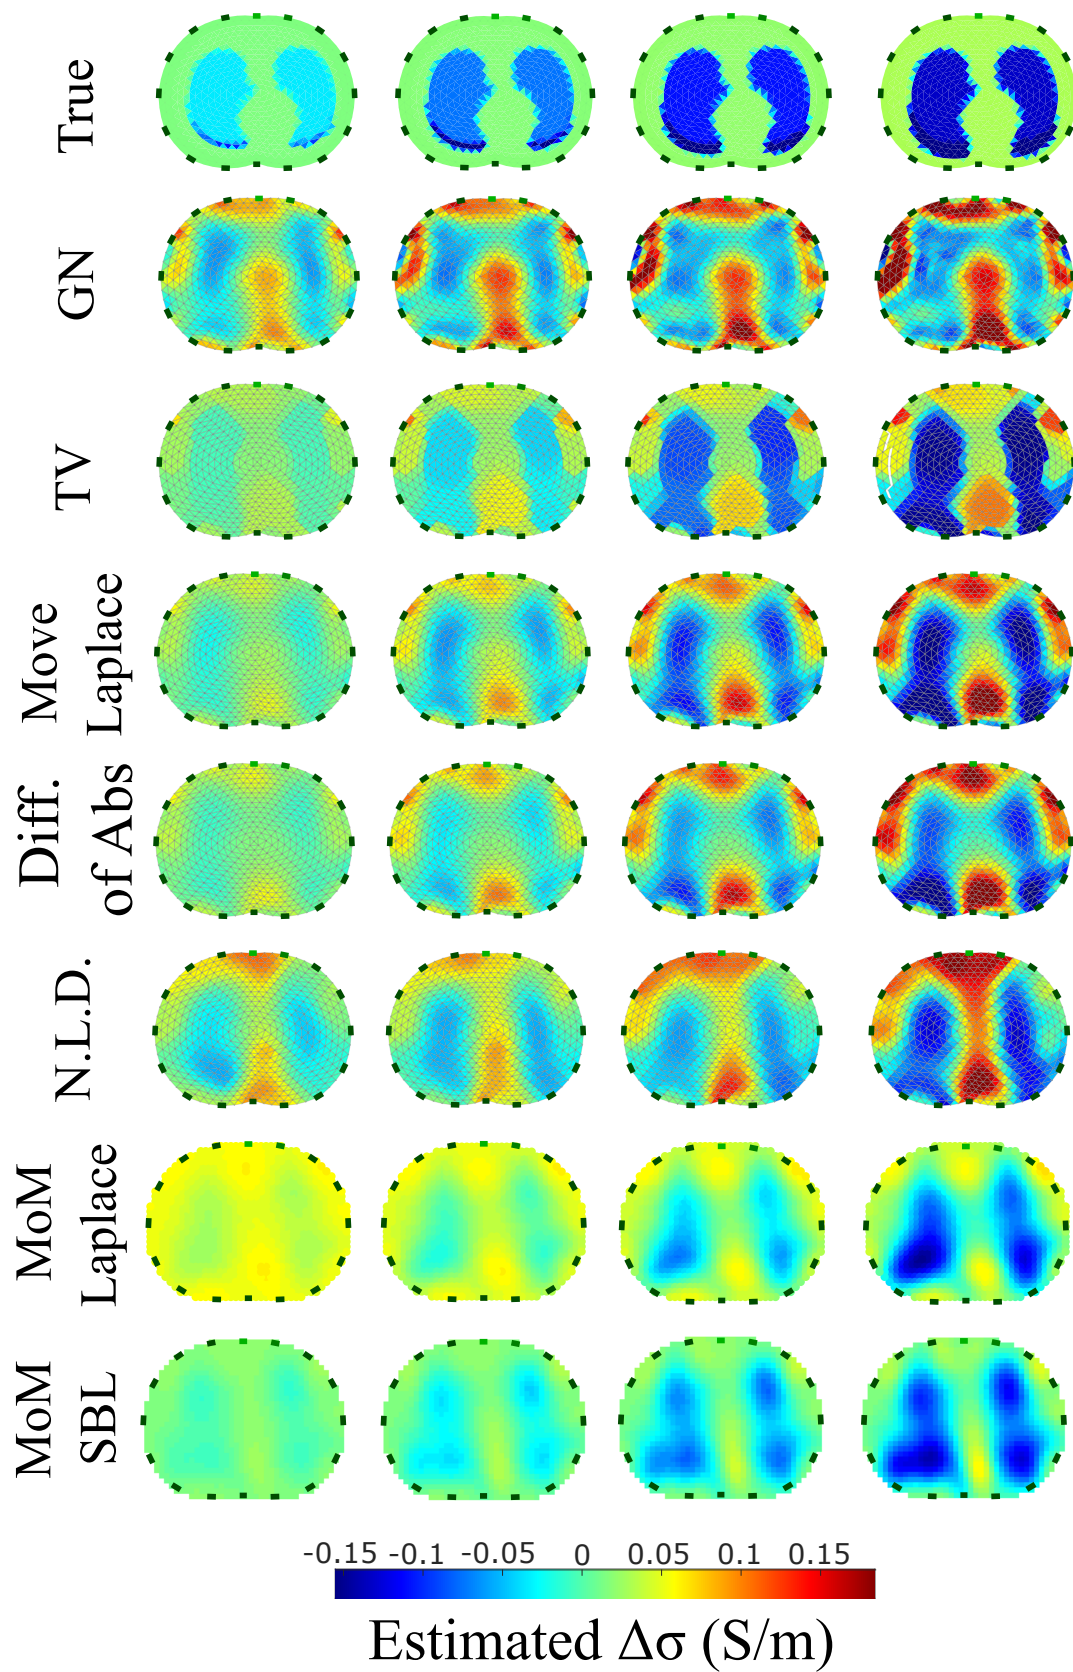 True
GN
TV
Move
Laplace
Diff.
of Abs
N.L.D.
MoM
Laplace
MoM
SBL
-0.15 -0.1 -0.05 0 0.05 0.1 0.15
Estimated Δσ (S/m)